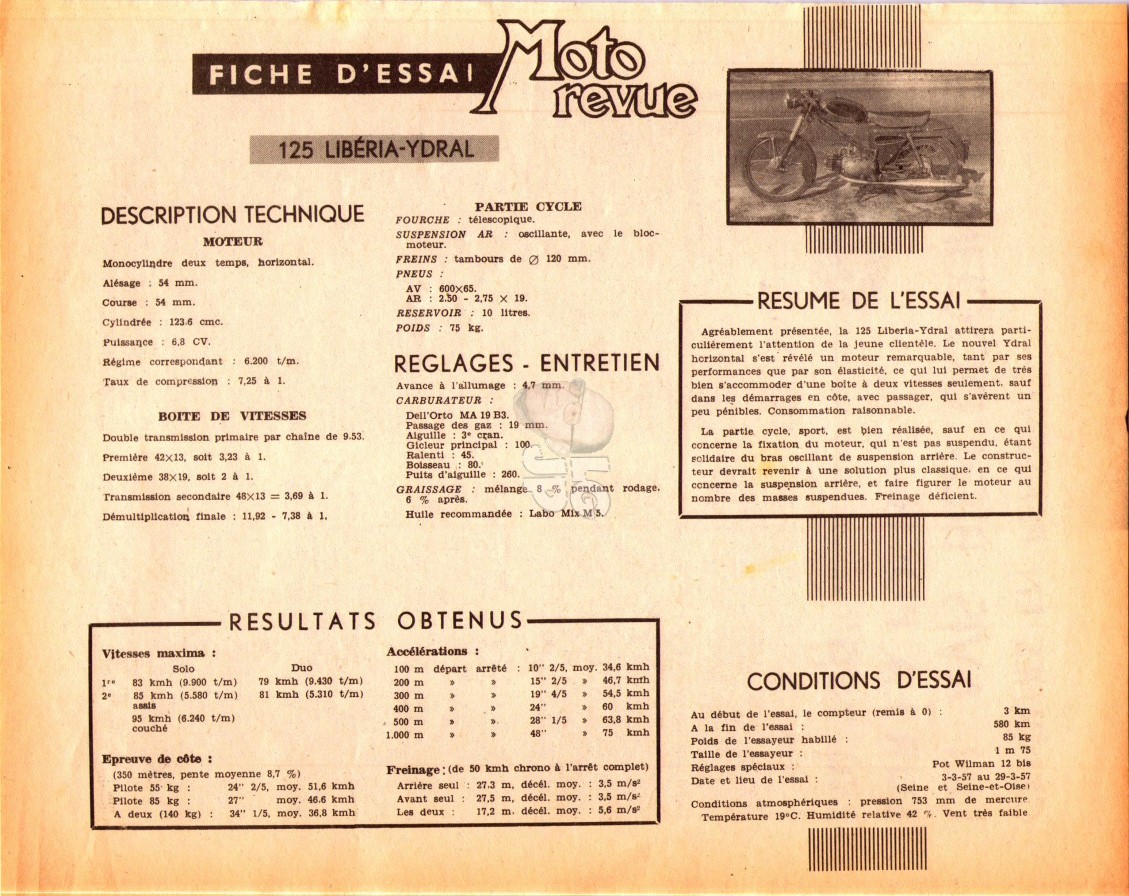 FICHE D'ESSAI Moto revue
125 LIBÉRIA-YDRAL
DESCRIPTION TECHNIQUE
MOTEUR
Monocylindre deux temps, horizontal.
Alésage : 54 mm.
Course : 54 mm.
Cylindrée : 123.6 cmc.
Puissance : 6,8 CV.
Régime correspondant : 6.200 t/m.
Taux de compression : 7,25 à 1.
BOITE DE VITESSES
Double transmission primaire par chaîne de 9.53.
Première 42×13, soit 3,23 à 1.
Deuxième 38×19, soit 2 à 1.
Transmission secondaire 48×13 = 3,69 à 1.
Démultiplication finale : 11,92 - 7,38 à 1.
PARTIE CYCLE
FOURCHE : télescopique.
SUSPENSION AR : oscillante, avec le bloc-
moteur.
FREINS : tambours de ∅ 120 mm.
PNEUS :
AV : 600×65.
AR : 2.50 - 2,75 × 19.
RESERVOIR : 10 litres.
POIDS : 75 kg.
REGLAGES - ENTRETIEN
Avance à l'allumage : 4,7 mm.
CARBURATEUR :
Dell'Orto MA 19 B3.
Passage des gaz : 19 mm.
Aiguille : 3e cran.
Gicleur principal : 100.
Ralenti : 45.
Boisseau : 80.
Puits d'aiguille : 260.
GRAISSAGE : mélange 8 % pendant rodage.
6 % après.
Huile recommandée : Labo Mix M 5.
RESUME DE L'ESSAI
Agréablement présentée, la 125 Liberia-Ydral attirera parti-
culièrement l'attention de la jeune clientèle. Le nouvel Ydral
horizontal s'est révélé un moteur remarquable, tant par ses
performances que par son élasticité, ce qui lui permet de très
bien s'accommoder d'une boîte à deux vitesses seulement, sauf
dans les démarrages en côte, avec passager, qui s'avèrent un
peu pénibles. Consommation raisonnable.
La partie cycle, sport, est bien réalisée, sauf en ce qui
concerne la fixation du moteur, qui n'est pas suspendu, étant
solidaire du bras oscillant de suspension arrière. Le construc-
teur devrait revenir à une solution plus classique, en ce qui
concerne la suspension arrière, et faire figurer le moteur au
nombre des masses suspendues. Freinage déficient.
RESULTATS OBTENUS
Vitesses maxima :
Solo Duo
1re 83 kmh (9.900 t/m) 79 kmh (9.430 t/m)
2e 85 kmh (5.580 t/m) 81 kmh (5.310 t/m)
assis
95 kmh (6.240 t/m)
couché
Epreuve de côte :
(350 mètres, pente moyenne 8,7 %)
Pilote 55 kg : 24" 2/5, moy. 51,6 kmh
Pilote 85 kg : 27" moy. 46.6 kmh
A deux (140 kg) : 34" 1/5, moy. 36,8 kmh
Accélérations :
100 m départ arrêté : 10" 2/5, moy. 34,6 kmh
200 m » » 15" 2/5 » 46,7 kmh
300 m » » 19" 4/5 » 54,5 kmh
400 m » » 24" » 60 kmh
500 m » » 28" 1/5 » 63,8 kmh
1.000 m » » 48" » 75 kmh
Freinage : (de 50 kmh chrono à l'arrêt complet)
Arrière seul : 27.3 m, décél. moy. : 3,5 m/s²
Avant seul : 27,5 m, décél. moy. : 3,5 m/s²
Les deux : 17,2 m. décél. moy. : 5,6 m/s²
CONDITIONS D'ESSAI
Au début de l'essai, le compteur (remis à 0) : 3 km
A la fin de l'essai : 580 km
Poids de l'essayeur habillé : 85 kg
Taille de l'essayeur : 1 m 75
Réglages spéciaux : Pot Wilman 12 bis
Date et lieu de l'essai : 3-3-57 au 29-3-57
(Seine et Seine-et-Oise)
Conditions atmosphériques : pression 753 mm de mercure
Température 19°C. Humidité relative 42 %. Vent très faible